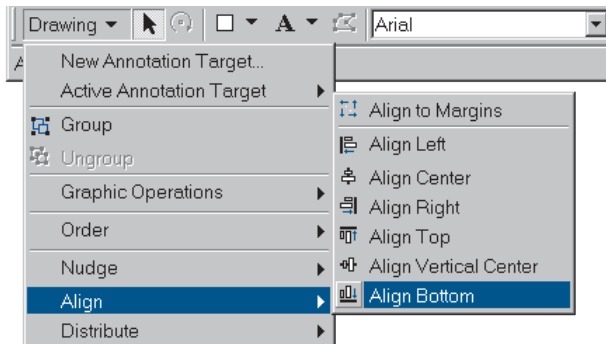 Drawing A Arial
A
New Annotation Target...
Active Annotation Target
Group
Ungroup
Graphic Operations
Order
Nudge
Align
Distribute
Align to Margins
Align Left
Align Center
Align Right
Align Top
Align Vertical Center
Align Bottom